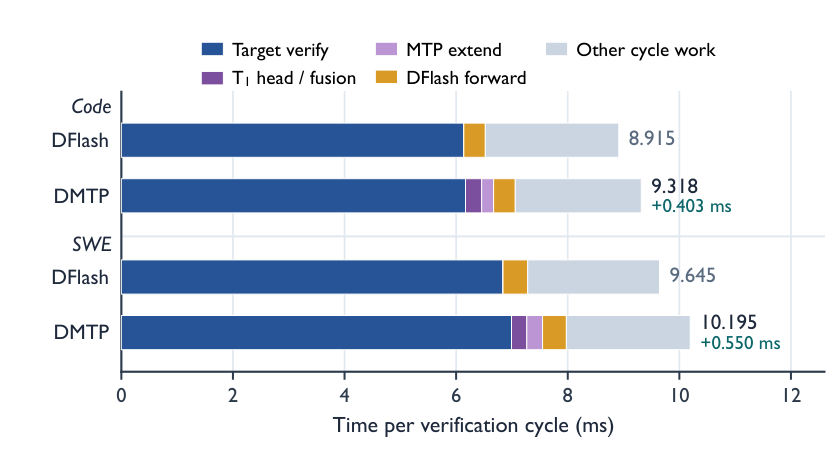 Target verify
MTP extend
Other cycle work
T₁ head / fusion
DFlash forward
Code
DFlash
8.915
DMTP
9.318
+0.403 ms
SWE
DFlash
9.645
DMTP
10.195
+0.550 ms
0 2 4 6 8 10 12
Time per verification cycle (ms)